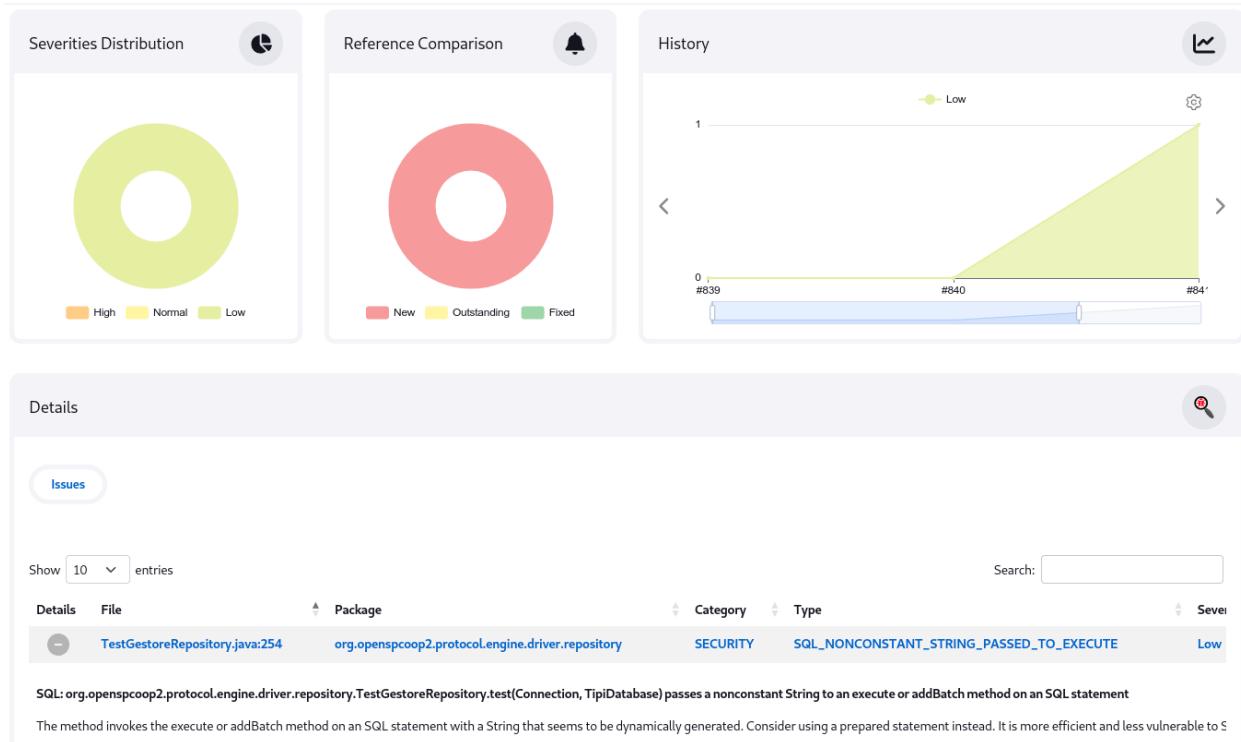 Severities Distribution
Reference Comparison
History
Low
1
0
#839
#840
High
Normal
Low
New
Outstanding
Fixed
Details
Issues
Show 10 entries
Search:
Details File Package Category Type
TestGestoreRepository.java:254 org.openspcoop2.protocol.engine.driver.repository SECURITY SQL_NONCONSTANT_STRING_PASSED_TO_EXECUTE Low
SQL: org.openspcoop2.protocol.engine.driver.repository.TestGestoreRepository.test(Connection, TipiDatabase) passes a nonconstant String to an execute or addBatch method on an SQL statement
The method invokes the execute or addBatch method on an SQL statement with a String that seems to be dynamically generated. Consider using a prepared statement instead. It is more efficient and less vulnerable to